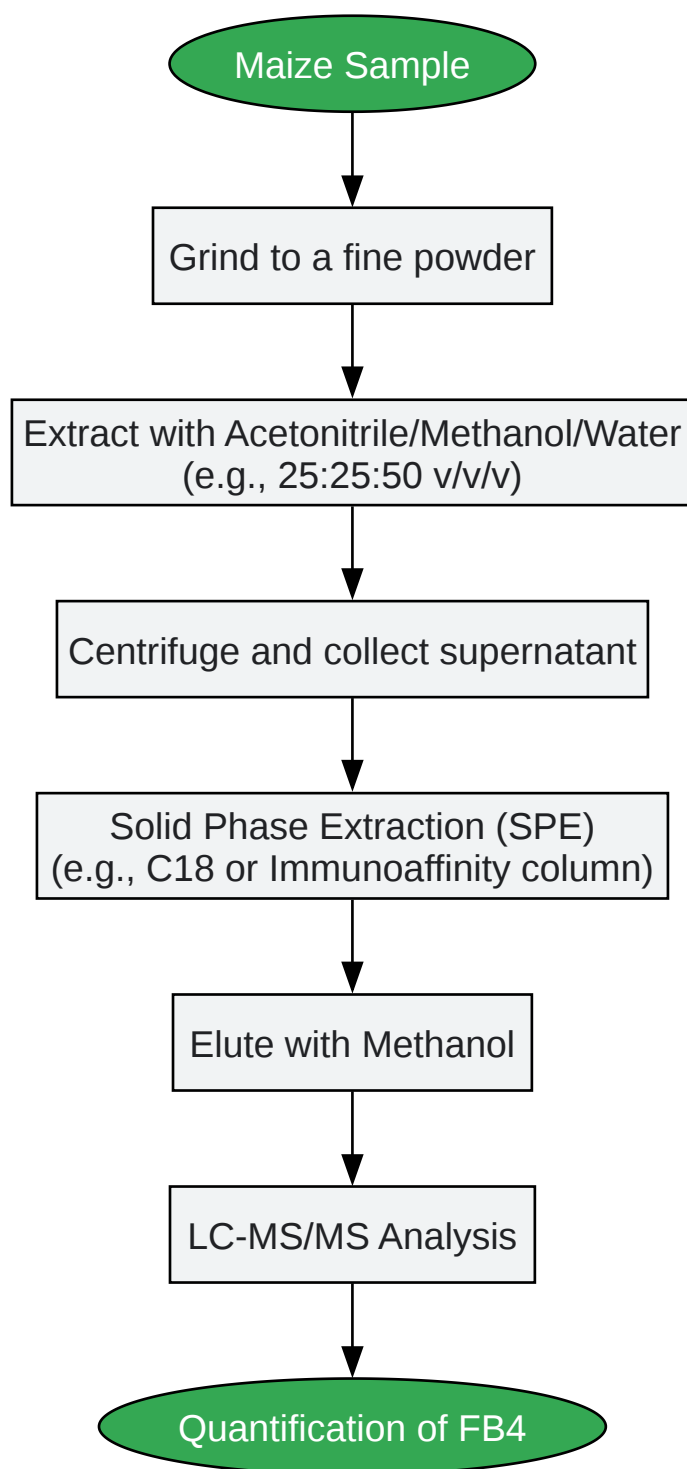 Maize Sample
Grind to a fine powder
Extract with Acetonitrile/Methanol/Water
(e.g., 25:25:50 v/v/v)
Centrifuge and collect supernatant
Solid Phase Extraction (SPE)
(e.g., C18 or Immunoaffinity column)
Elute with Methanol
LC-MS/MS Analysis
Quantification of FB4